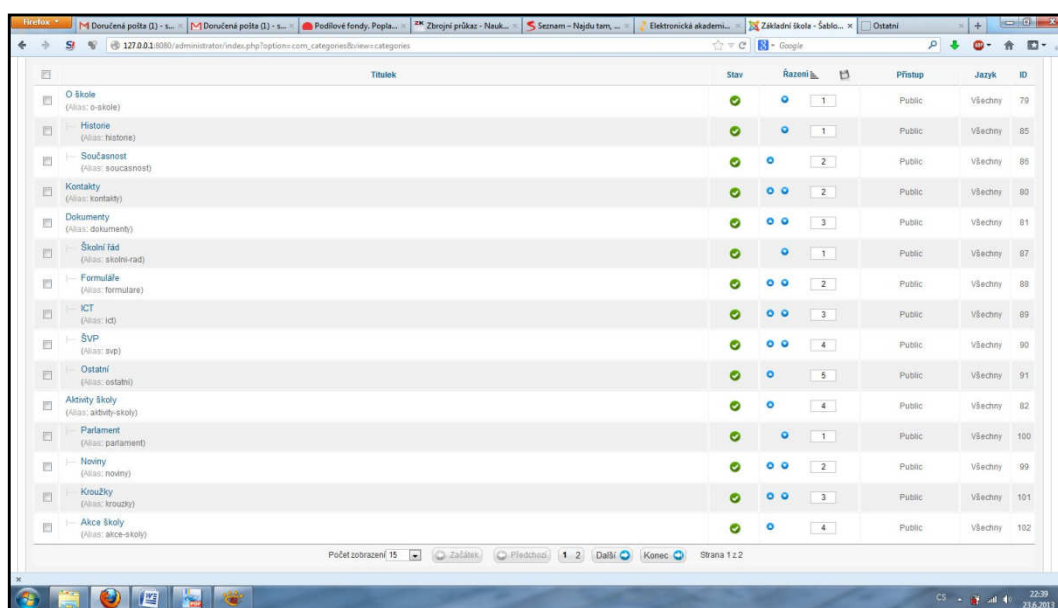 Firefox
Doručená pošta (1) - s...
Doručená pošta (1) - s...
Podílové fondy. Popla...
Zbrojní průkaz - Nauk...
Seznam – Najdu tam, ...
Elektronická akademi...
Základní škola - Šablo...
Ostatní
127.0.0.1:8080/administrator/index.php?option=com_categories&view=categories
Google
Titulek Stav Řazení Přístup Jazyk ID
O škole 1 Public Všechny 79
(Alias: o-skole)
Historie 1 Public Všechny 85
(Alias: historie)
Současnost 2 Public Všechny 86
(Alias: soucasnost)
Kontakty 2 Public Všechny 80
(Alias: kontakty)
Dokumenty 3 Public Všechny 81
(Alias: dokumenty)
Školní řád 1 Public Všechny 87
(Alias: skolni-rad)
Formuláře 2 Public Všechny 88
(Alias: formulare)
ICT 3 Public Všechny 89
(Alias: ict)
ŠVP 4 Public Všechny 90
(Alias: svp)
Ostatní 5 Public Všechny 91
(Alias: ostatni)
Aktivity školy 4 Public Všechny 82
(Alias: aktivity-skoly)
Parlament 1 Public Všechny 100
(Alias: parlament)
Noviny 2 Public Všechny 99
(Alias: noviny)
Kroužky 3 Public Všechny 101
(Alias: krouzky)
Akce školy 4 Public Všechny 102
(Alias: akce-skoly)
Počet zobrazení 15 Začátek Předchozí 1 2 Další Konec Strana 1 z 2
CS 22:39
23.6.2013